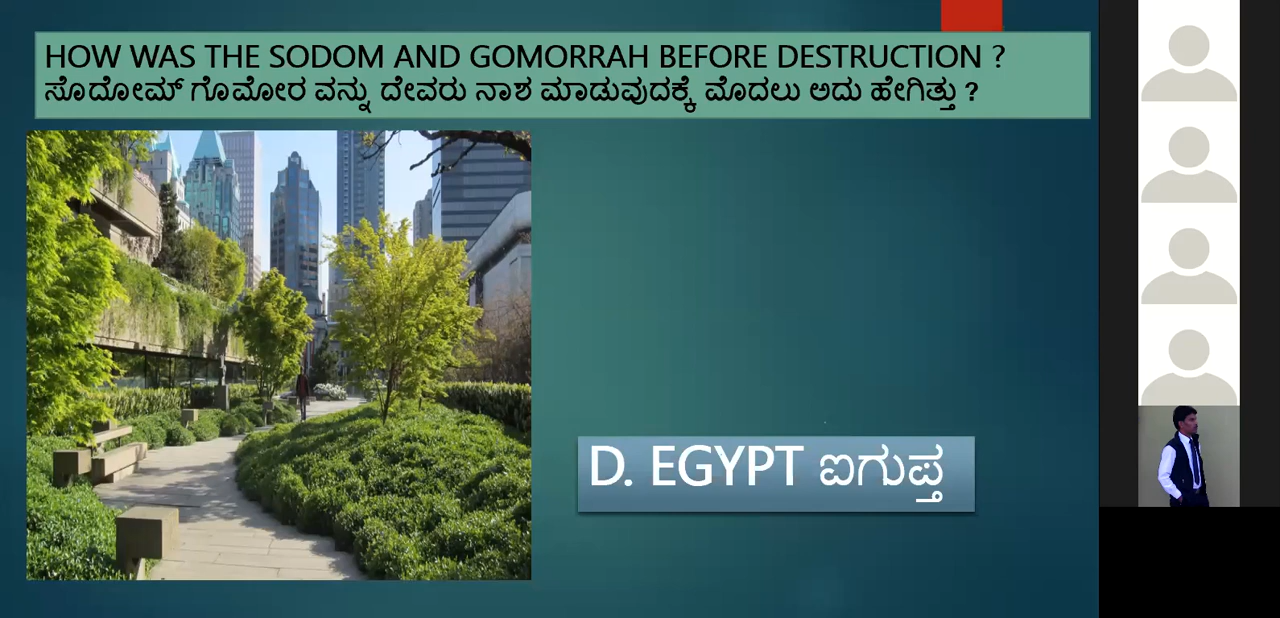 HOW WAS THE SODOM AND GOMORRAH BEFORE DESTRUCTION ?
ಸೊದೋಮ್ ಗೊಮೋರ ವನ್ನು ದೇವರು ನಾಶ ಮಾಡುವುದಕ್ಕೆ ಮೊದಲು ಅದು ಹೇಗಿತ್ತು ?
D. EGYPT ಐಗುಪ್ತ